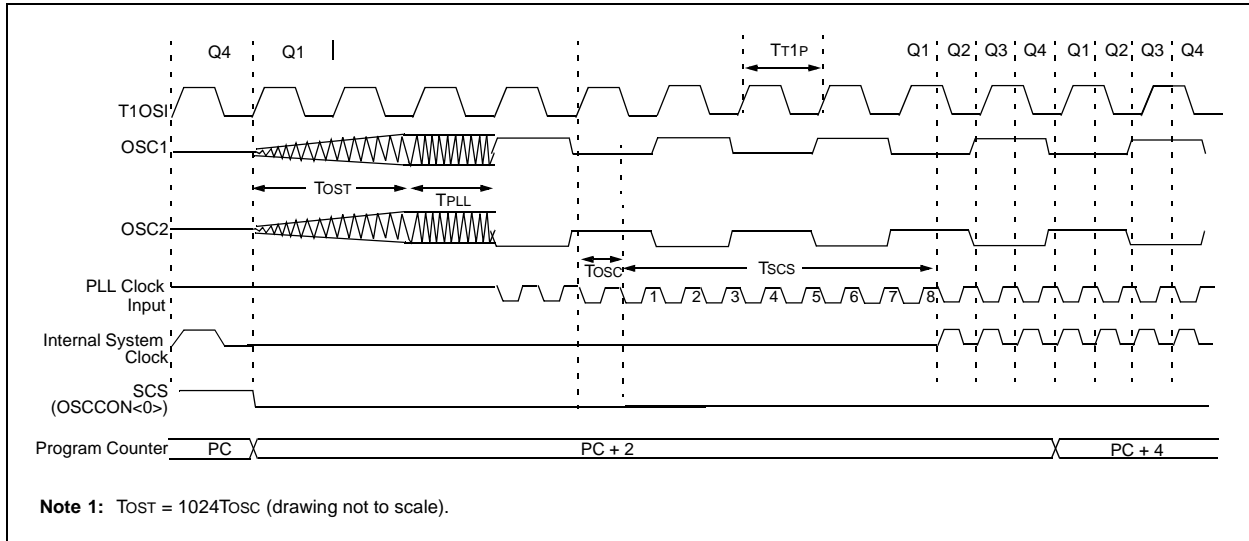 Q4 Q1 TT1P Q1 Q2 Q3 Q4 Q1 Q2 Q3 Q4
T1OSI
OSC1
TOST TPLL
OSC2
TOSC TSCS
PLL Clock
Input
1 2 3 4 5 6 7 8
Internal System
Clock
SCS
(OSCCON<0>)
Program Counter PC PC + 2 PC + 4
Note 1: TOST = 1024TOSC (drawing not to scale).